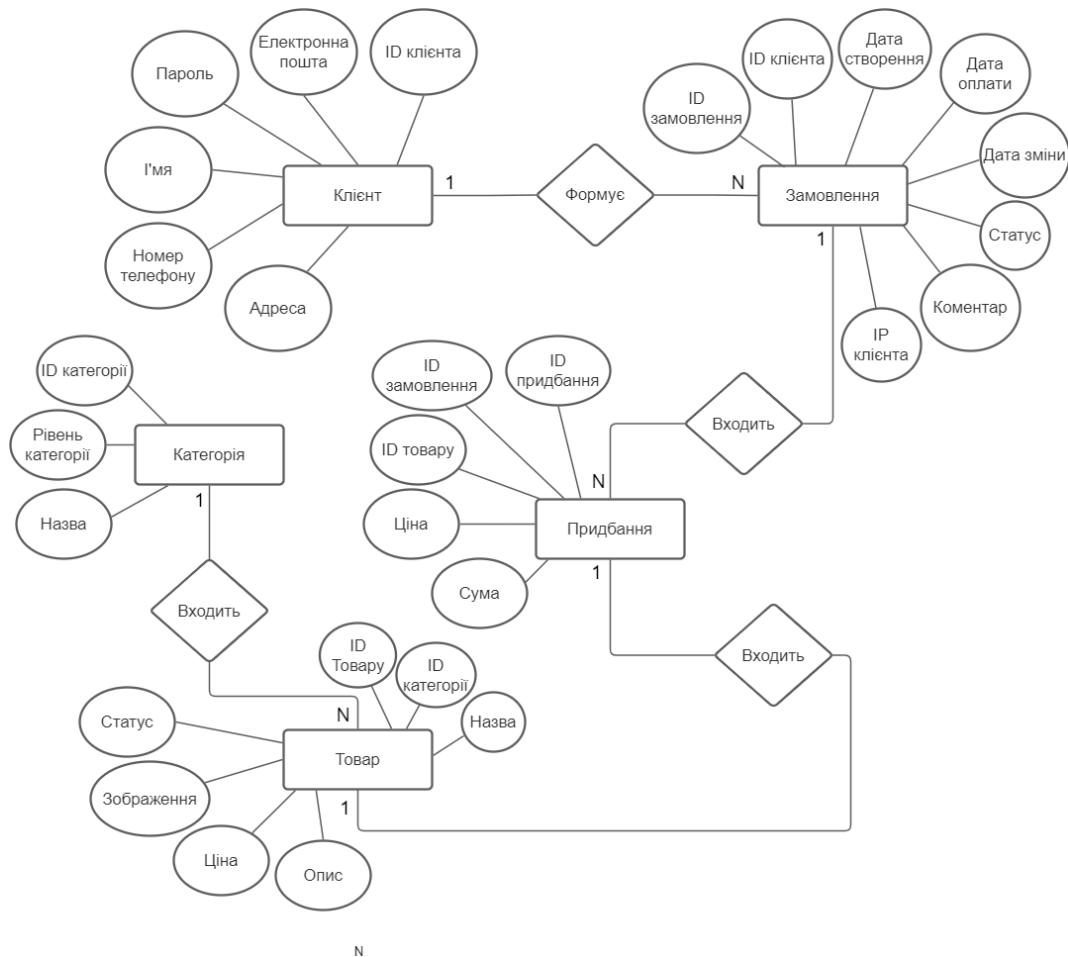 Електронна
пошта
ID клієнта
Пароль
І'мя
Клієнт
Номер
телефону
Адреса
1
Формує
N
ID
замовлення
ID клієнта
Дата
створення
Дата
оплати
Дата зміни
Замовлення
Статус
Коментар
IP
клієнта
1
Входить
ID категорії
Рівень
категорії
Назва
Категорія
1
Входить
ID
замовлення
ID
придбання
ID товару
Ціна
Сума
N
Придбання
1
Входить
ID
Товару
ID
категорії
Назва
Статус
N
Товар
Зображення
1
Ціна
Опис
N